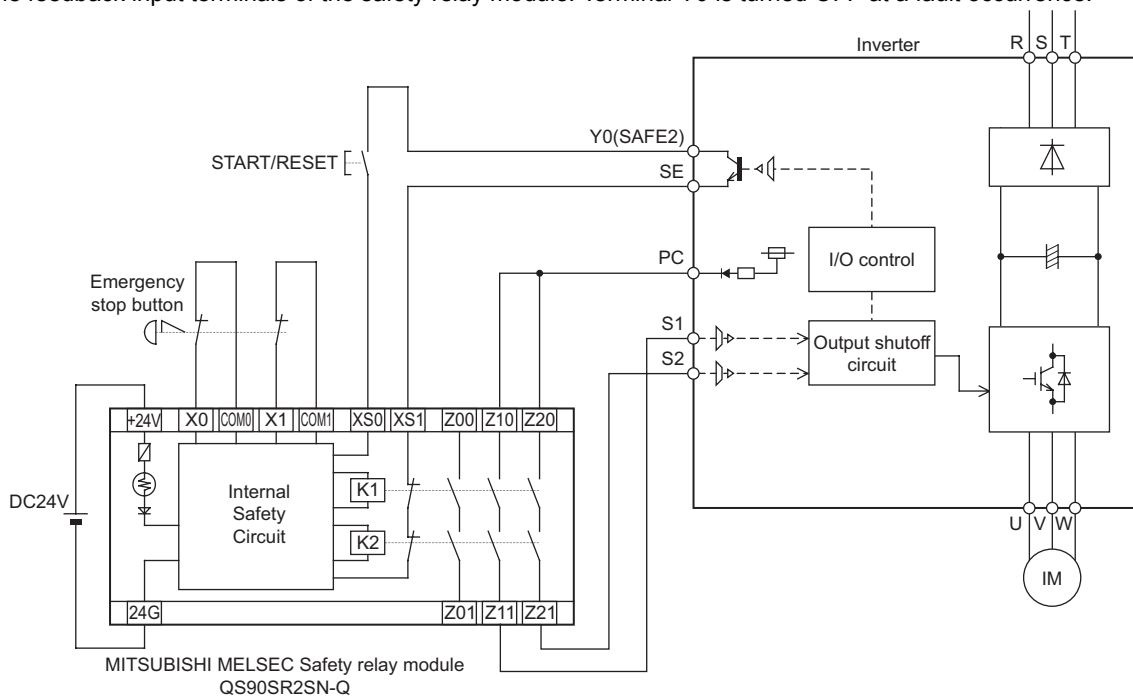 the feedback input terminals of the safety relay module. Terminal Y0 is turned OFF at a fault occurrence.
Inverter
R S T
Y0(SAFE2)
START/RESET
SE
PC
I/O control
Emergency
stop button
S1
S2
Output shutoff
circuit
+24V X0 COM0 X1 COM1 XS0 XS1 Z00 Z10 Z20
DC24V
Internal
Safety
Circuit
K1
K2
U V W
IM
24G Z01 Z11 Z21
MITSUBISHI MELSEC Safety relay module
QS90SR2SN-Q